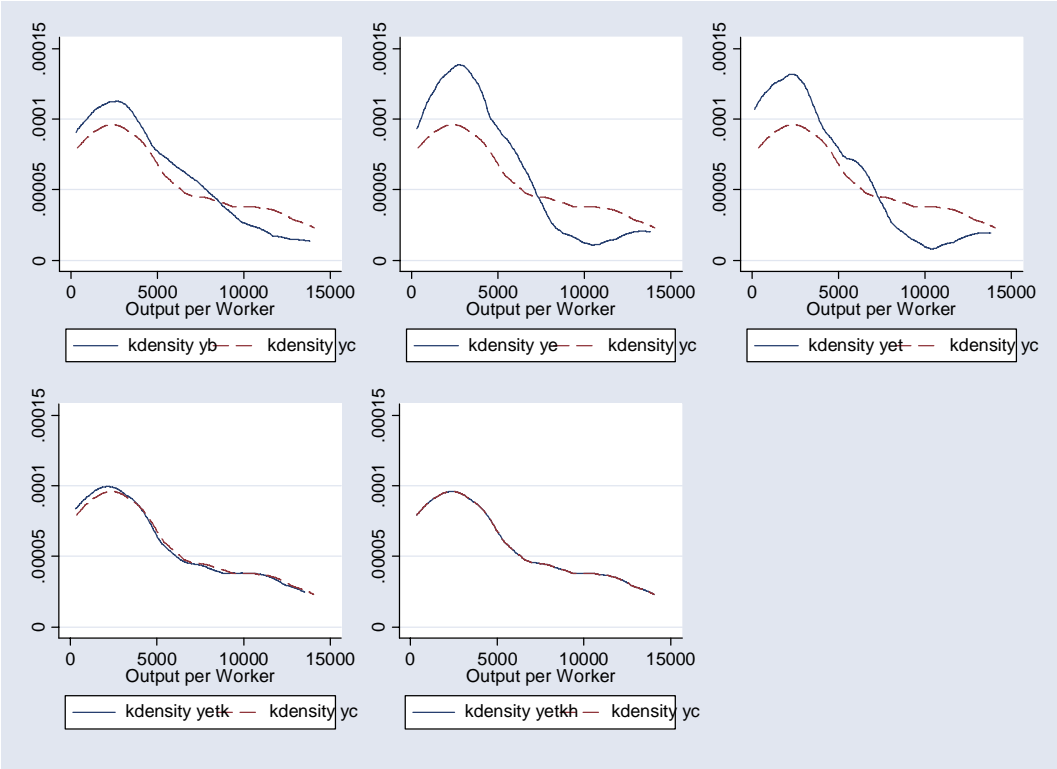 .00015
.0001
.00005
0
0 5000 10000 15000
Output per Worker
kdensity yb kdensity yc
.00015
.0001
.00005
0
0 5000 10000 15000
Output per Worker
kdensity ye kdensity yc
.00015
.0001
.00005
0
0 5000 10000 15000
Output per Worker
kdensity yet kdensity yc
.00015
.0001
.00005
0
0 5000 10000 15000
Output per Worker
kdensity yetk kdensity yc
.00015
.0001
.00005
0
0 5000 10000 15000
Output per Worker
kdensity yetkh kdensity yc